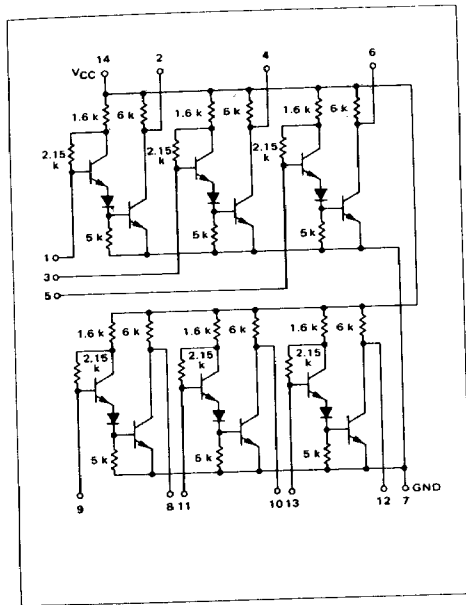 14 2 4 6
VCC
1.6 k 6 k 1.6 k 6 k 1.6 k 6 k
2.15 k 2.15 k 2.15 k
5 k 5 k 5 k
1
3
5
1.6 k 6 k 1.6 k 6 k 1.6 k 6 k
2.15 k 2.15 k 2.15 k
5 k 5 k 5 k
GND
9 8 11 10 13 12 7